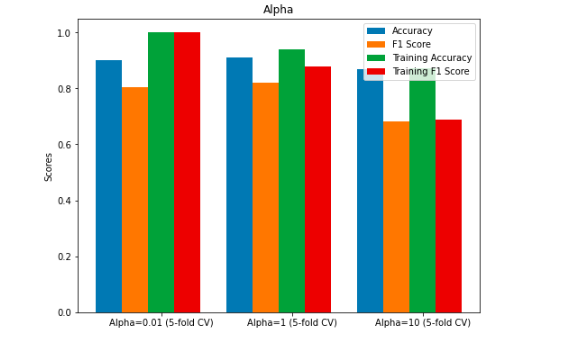 Alpha
Accuracy
F1 Score
Training Accuracy
Training F1 Score
Scores
1.0
0.8
0.6
0.4
0.2
0.0
Alpha=0.01 (5-fold CV)
Alpha=1 (5-fold CV)
Alpha=10 (5-fold CV)